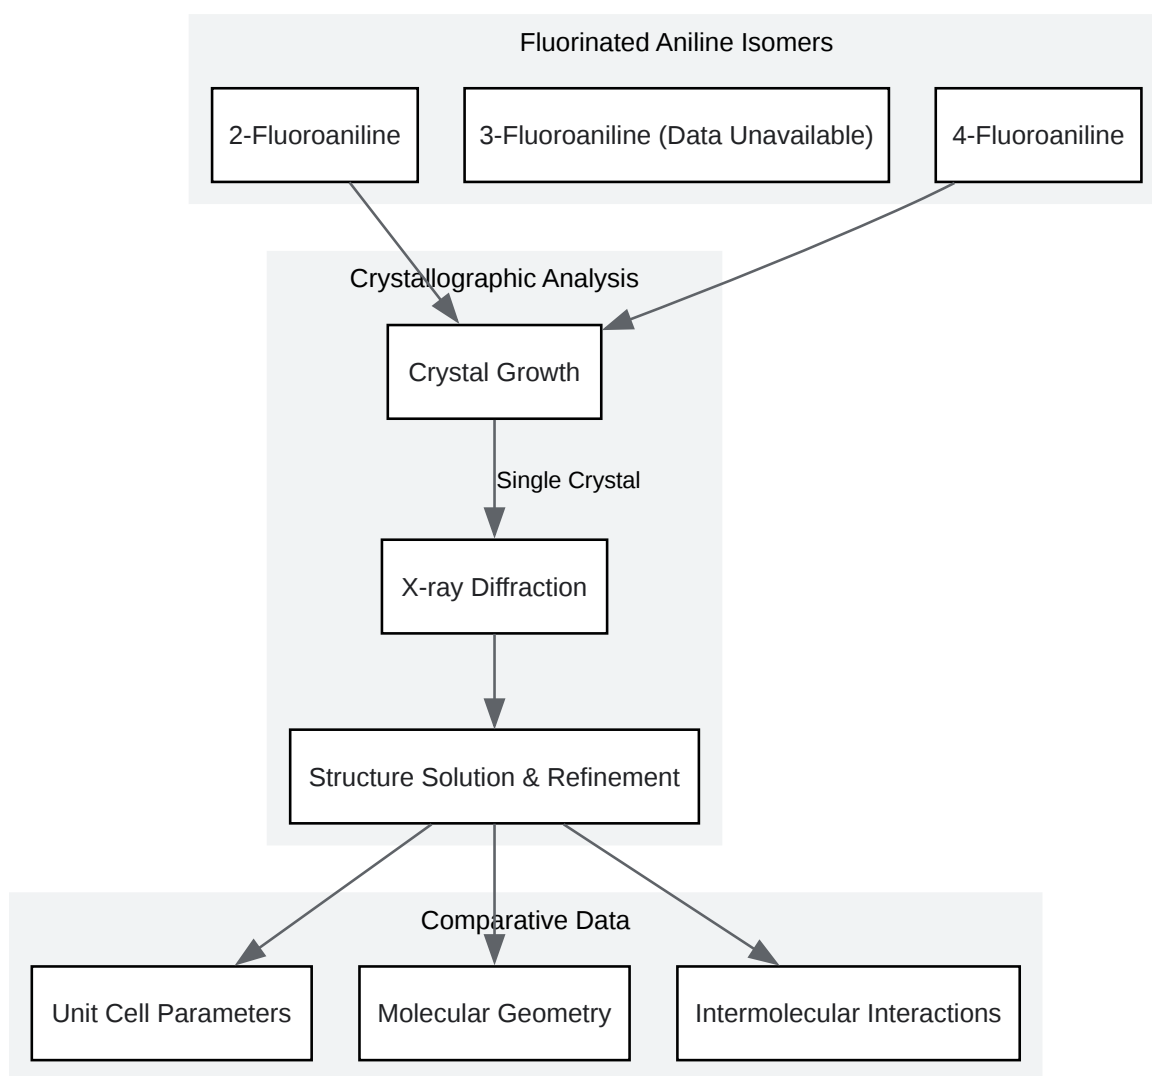 Fluorinated Aniline Isomers
2-Fluoroaniline
3-Fluoroaniline (Data Unavailable)
4-Fluoroaniline
Crystallographic Analysis
Crystal Growth
Single Crystal
X-ray Diffraction
Structure Solution & Refinement
Comparative Data
Unit Cell Parameters
Molecular Geometry
Intermolecular Interactions